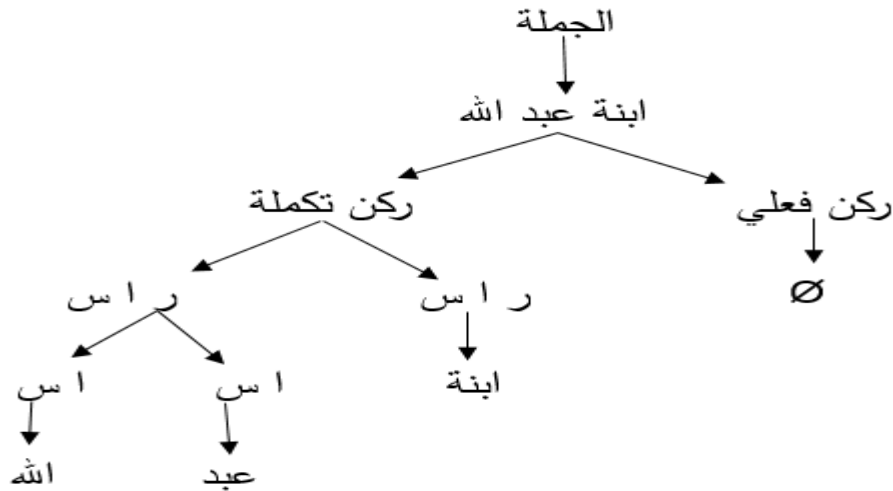 الجملة
ابنة عبد الله
ركن فعلي ركن تكملة
Ø ر ا س ر ا س
ابنة ا س ا س
عبد الله